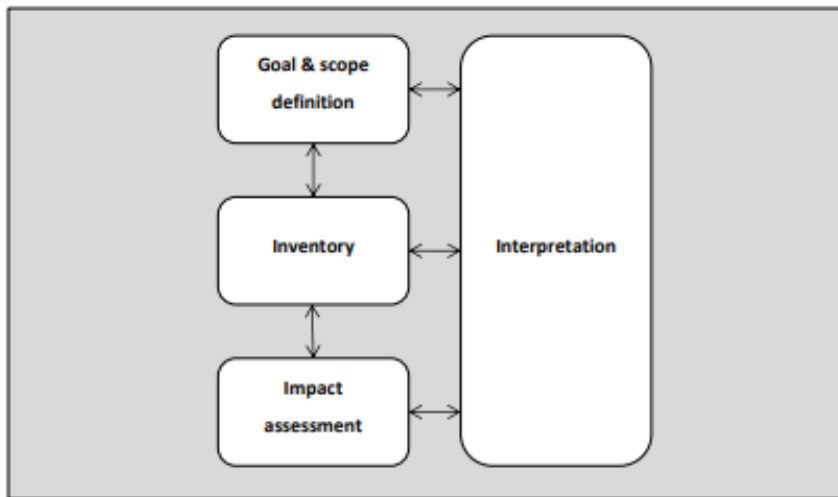 Goal & scope
definition
Inventory
Interpretation
Impact
assessment